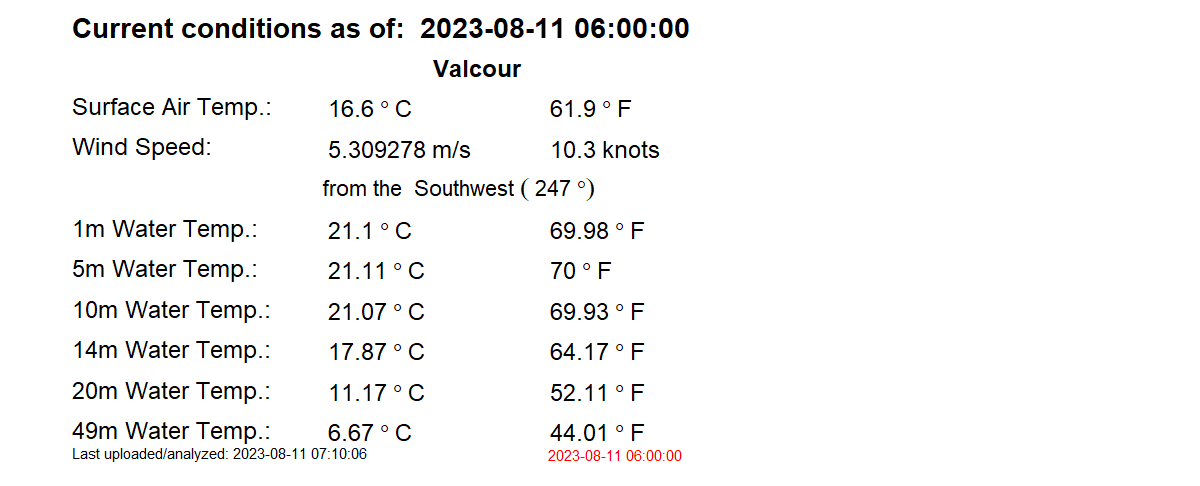 Current conditions as of:  2023-08-11 06:00:00
Valcour
Surface Air Temp.: 16.6 ° C 61.9 ° F
Wind Speed: 5.309278 m/s 10.3 knots
from the  Southwest ( 247 °)
1m Water Temp.: 21.1 ° C 69.98 ° F
5m Water Temp.: 21.11 ° C 70 ° F
10m Water Temp.: 21.07 ° C 69.93 ° F
14m Water Temp.: 17.87 ° C 64.17 ° F
20m Water Temp.: 11.17 ° C 52.11 ° F
49m Water Temp.: 6.67 ° C 44.01 ° F
Last uploaded/analyzed: 2023-08-11 07:10:06 2023-08-11 06:00:00